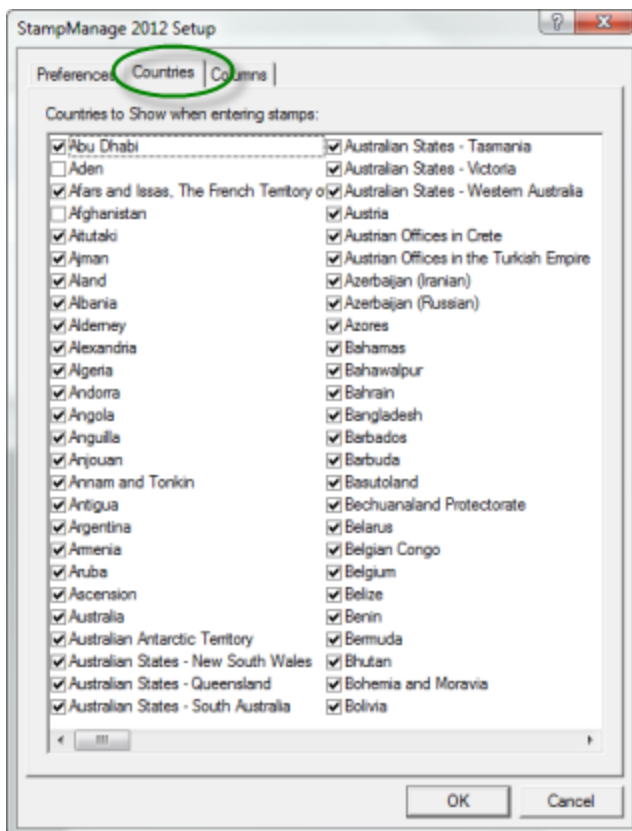 StampManage 2012 Setup
Preferences Countries Columns
Countries to Show when entering stamps:
Abu Dhabi
Aden
Afars and Issas, The French Territory o
Afghanistan
Aitutaki
Ajman
Aland
Albania
Alderney
Alexandria
Algeria
Andorra
Angola
Anguilla
Anjouan
Annam and Tonkin
Antigua
Argentina
Armenia
Aruba
Ascension
Australia
Australian Antarctic Territory
Australian States - New South Wales
Australian States - Queensland
Australian States - South Australia
Australian States - Tasmania
Australian States - Victoria
Australian States - Western Australia
Austria
Austrian Offices in Crete
Austrian Offices in the Turkish Empire
Azerbaijan (Iranian)
Azerbaijan (Russian)
Azores
Bahamas
Bahawalpur
Bahrain
Bangladesh
Barbados
Barbuda
Basutoland
Bechuanaland Protectorate
Belarus
Belgian Congo
Belgium
Belize
Benin
Bermuda
Bhutan
Bohemia and Moravia
Bolivia
OK Cancel